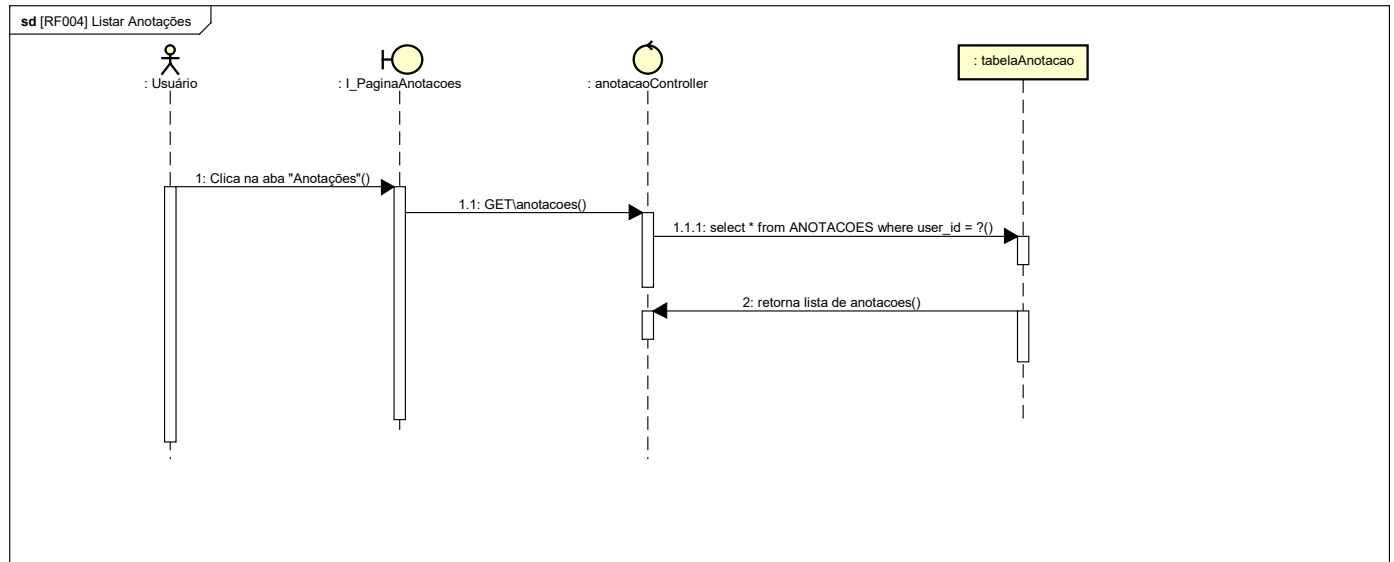 sd [RF004] Listar Anotações
: Usuário
: I_PaginaAnotacoes
: anotacaoController
: tabelaAnotacao
1: Clica na aba "Anotações"()
1.1: GET\anotacoes()
1.1.1: select * from ANOTACOES where user_id = ?()
2: retorna lista de anotacoes()